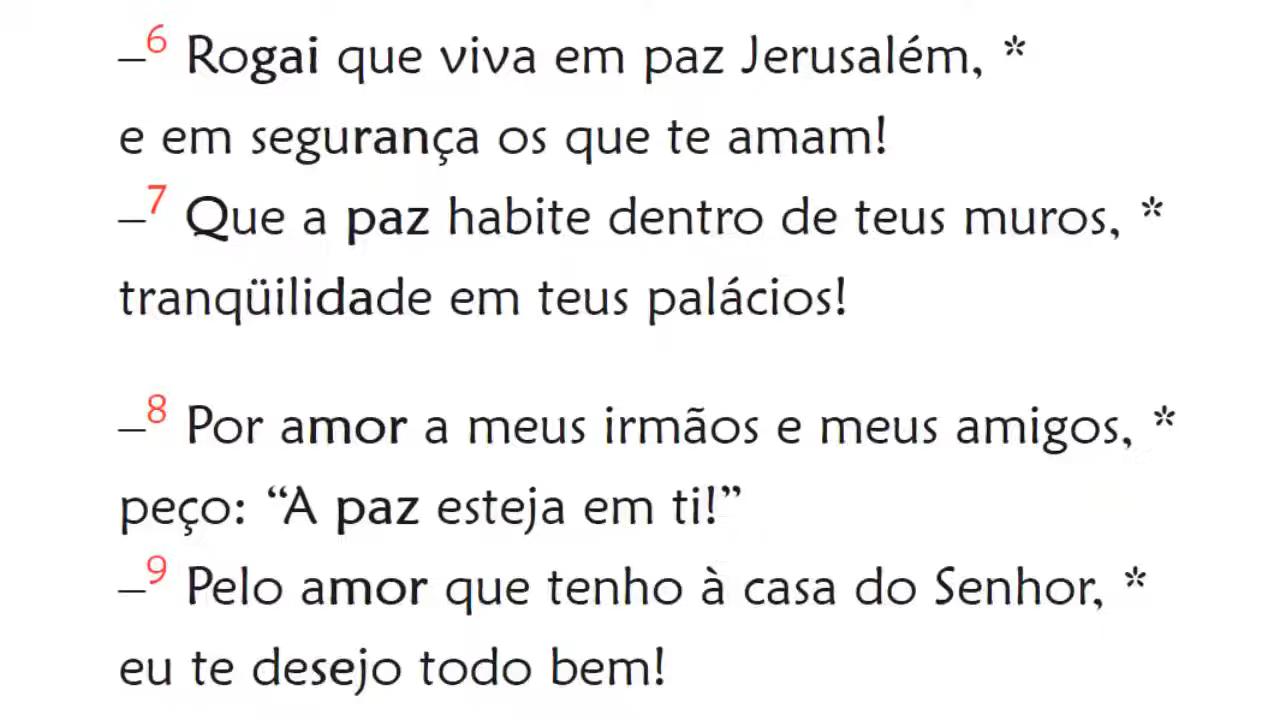 –6 Rogai que viva em paz Jerusalém, *
e em segurança os que te amam!
–7 Que a paz habite dentro de teus muros, *
tranqüilidade em teus palácios!
–8 Por amor a meus irmãos e meus amigos, *
peço: “A paz esteja em ti!”
–9 Pelo amor que tenho à casa do Senhor, *
eu te desejo todo bem!